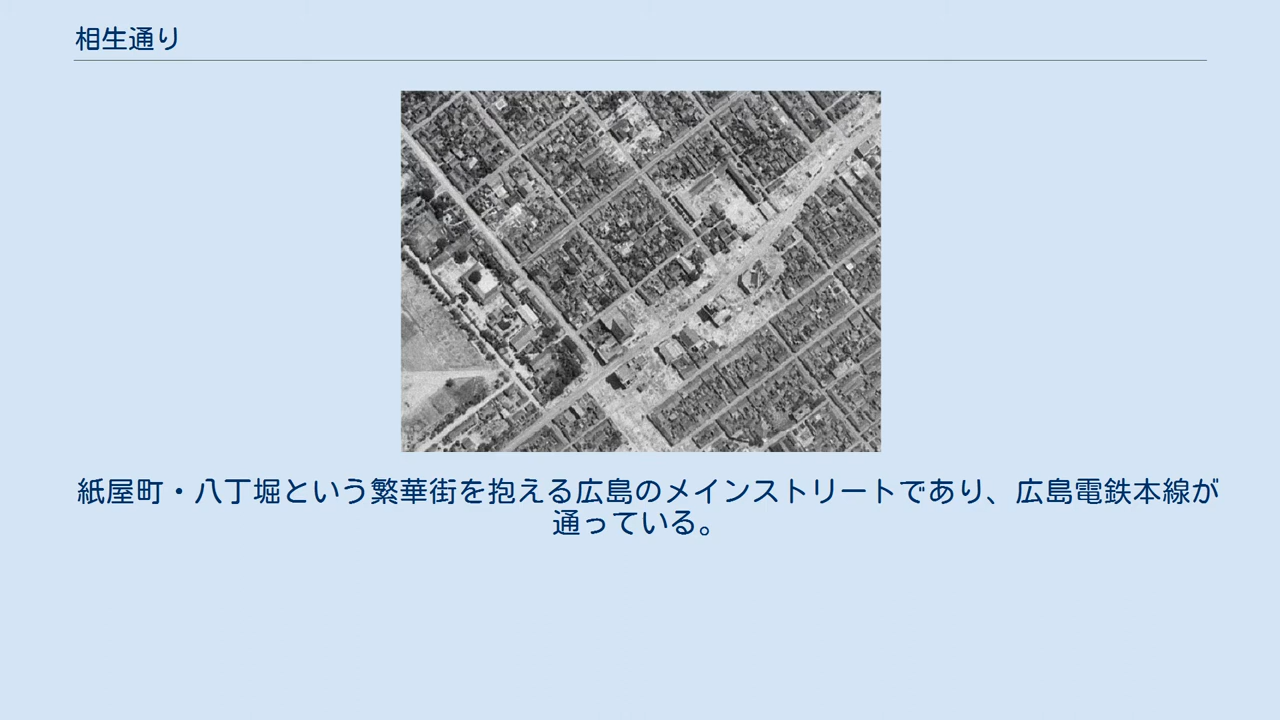 相生通り
紙屋町・八丁堀という繁華街を抱える広島のメインストリートであり、広島電鉄本線が
通っている。